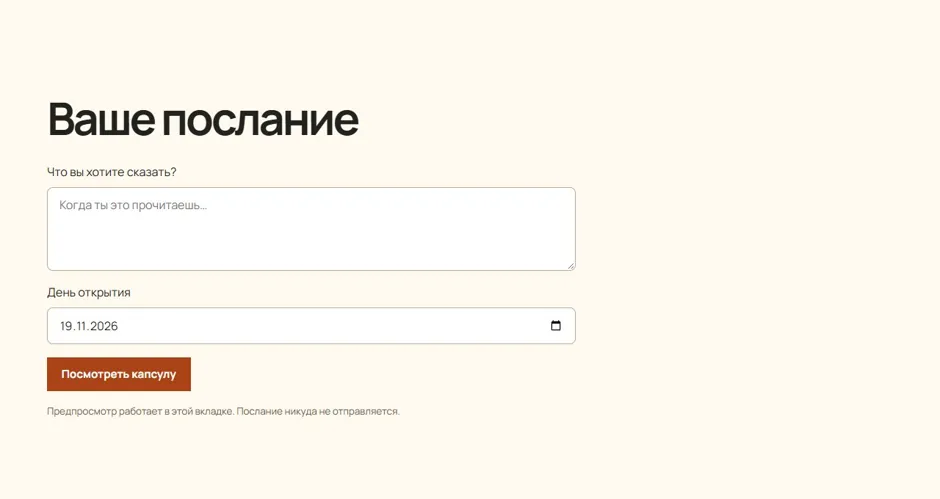 Ваше послание
Что вы хотите сказать?
Когда ты это прочитаешь...
День открытия
19.11.2026
Посмотреть капсулу
Предпросмотр работает в этой вкладке. Послание никуда не отправляется.